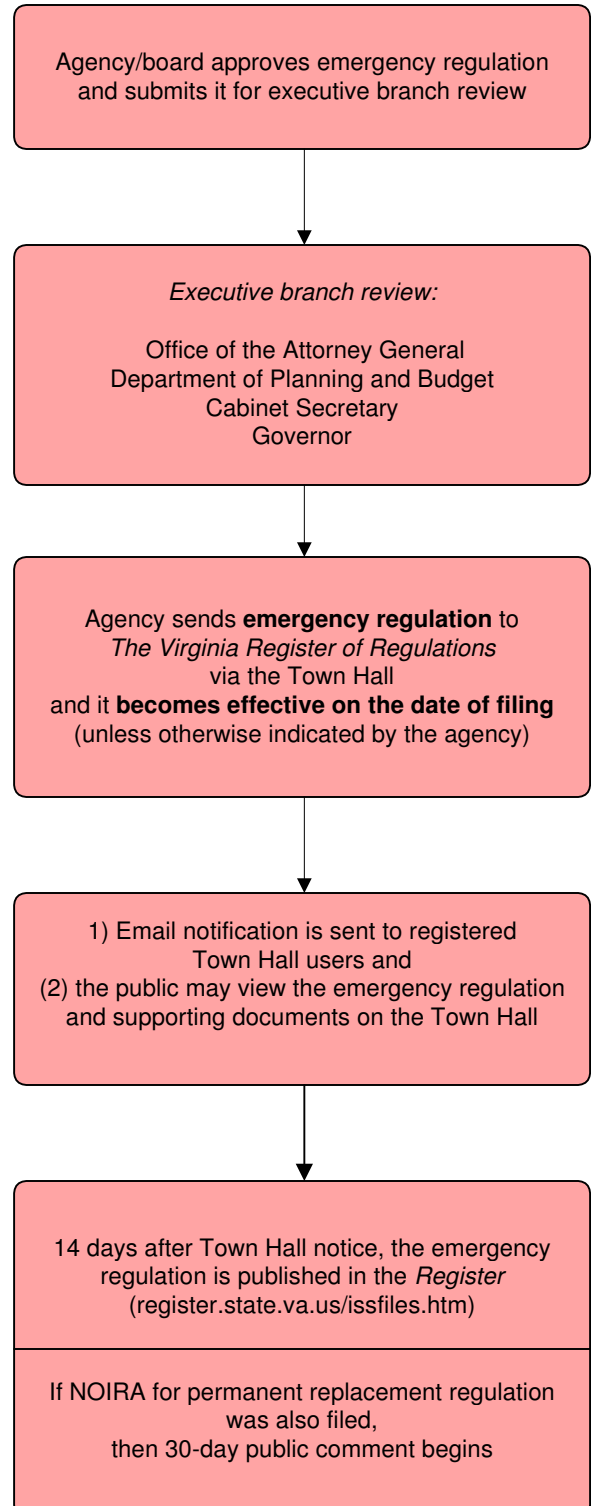 Agency/board approves emergency regulation
and submits it for executive branch review
Executive branch review:
Office of the Attorney General
Department of Planning and Budget
Cabinet Secretary
Governor
Agency sends emergency regulation to
The Virginia Register of Regulations
via the Town Hall
and it becomes effective on the date of filing
(unless otherwise indicated by the agency)
1) Email notification is sent to registered
Town Hall users and
(2) the public may view the emergency regulation
and supporting documents on the Town Hall
14 days after Town Hall notice, the emergency
regulation is published in the Register
(register.state.va.us/issfiles.htm)
If NOIRA for permanent replacement regulation
was also filed,
then 30-day public comment begins